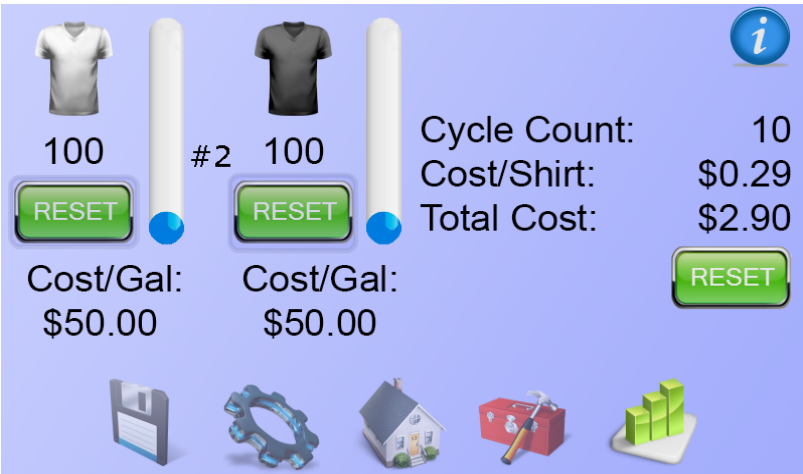 i
100
#2
100
RESET
RESET
Cost/Gal:
$50.00
Cost/Gal:
$50.00
Cycle Count: 10
Cost/Shirt: $0.29
Total Cost: $2.90
RESET